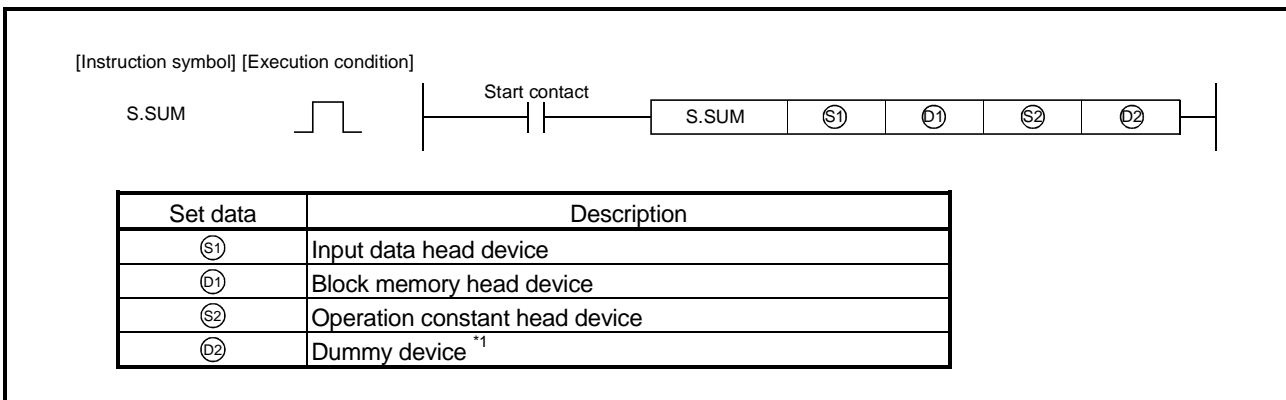 [Instruction symbol] [Execution condition]
Start contact
S.SUM S.SUM S1 D1 S2 D2
Set data Description
S1 Input data head device
D1 Block memory head device
S2 Operation constant head device
D2 Dummy device *1